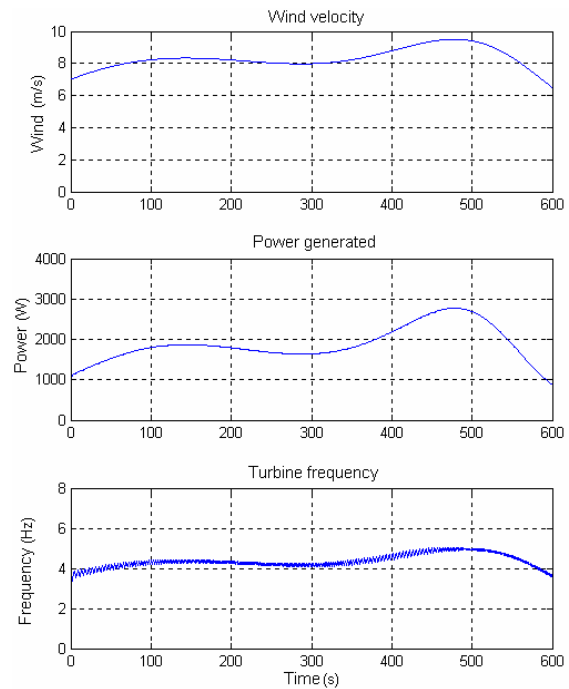 Wind velocity
10
8
6
4
2
0
Wind (m/s)
0 100 200 300 400 500 600
Power generated
4000
3000
2000
1000
0
Power (W)
0 100 200 300 400 500 600
Turbine frequency
8
6
4
2
0
Frequency (Hz)
0 100 200 300 400 500 600
Time (s)